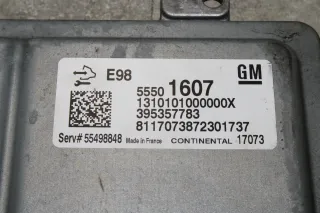 E98
GM
5550 1607
1310101000000X
395357783
8117073872301737
Serv# 55498848 Made in France CONTINENTAL 17073